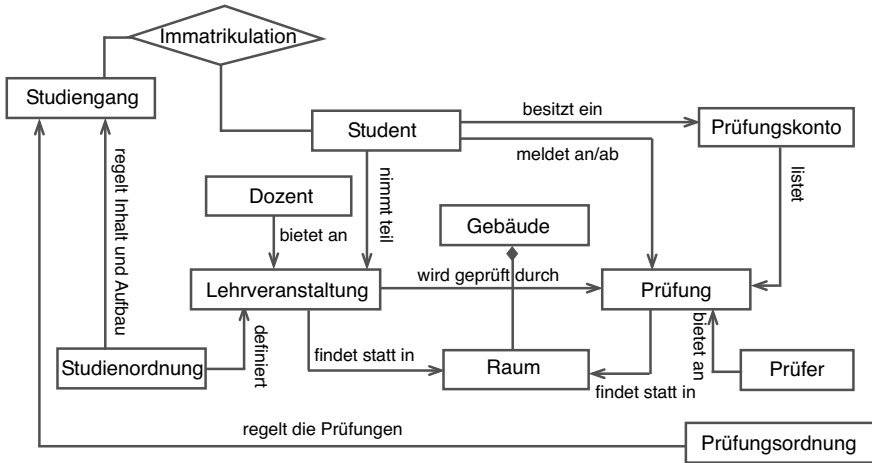 Immatrikulation
Studiengang
Student
besitzt ein
Prüfungskonto
meldet an/ab
regelt Inhalt und Aufbau
nimmt teil
listet
Dozent
Gebäude
bietet an
Lehrveranstaltung
wird geprüft durch
Prüfung
definiert
bietet an
Studienordnung
findet statt in
Raum
findet statt in
Prüfer
regelt die Prüfungen
Prüfungsordnung